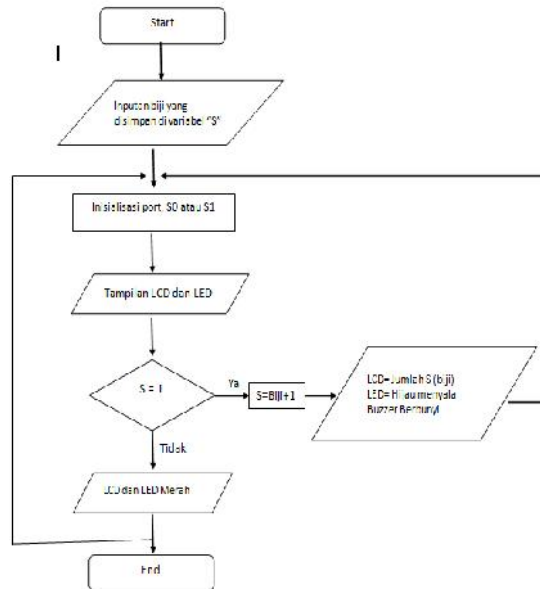 Start
I
Inputan biji yang
disimpan di variabel "S"
Inisialisasi port, S0 atau S1
Tampilan LCD dan LED
S = 1
Ya
S=BIJI+1
LCD= Jumlah S (biji)
LED= Hijau menyala
Buzzer Berbunyi
Tidak
LCD dan LED Merah
End